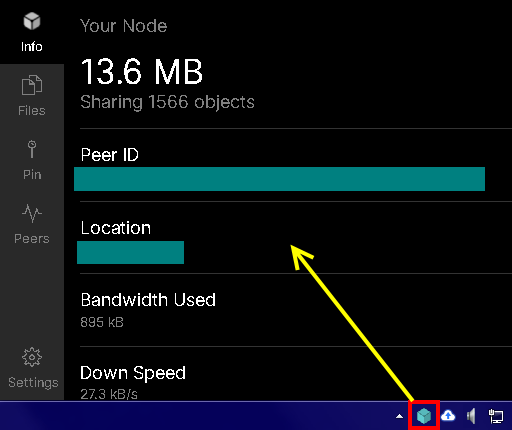 Info
Files
Pin
Peers
Settings
Your Node
13.6 MB
Sharing 1566 objects
Peer ID
Location
Bandwidth Used
895 kB
Down Speed
27.3 kB/s